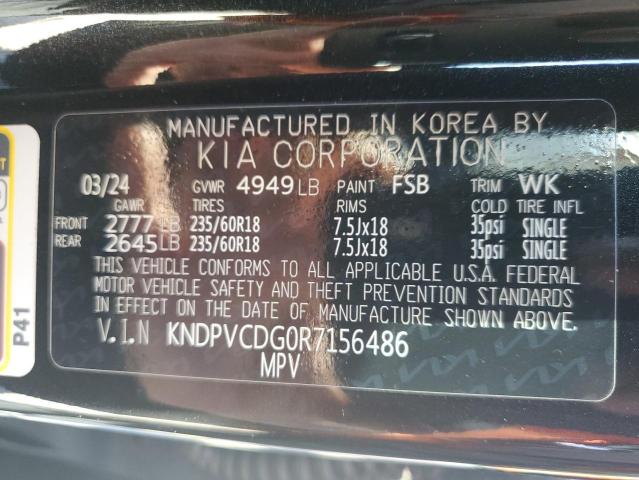 MANUFACTURED IN KOREA BY
KIA CORPORATION
03/24 GVWR 4949 LB PAINT FSB TRIM WK
GAWR TIRES RIMS COLD TIRE INFL
FRONT 2777 LB 235/60R18 7.5Jx18 35psi SINGLE
REAR 2645 LB 235/60R18 7.5Jx18 35psi SINGLE
THIS VEHICLE CONFORMS TO ALL APPLICABLE U.S.A. FEDERAL
MOTOR VEHICLE SAFETY AND THEFT PREVENTION STANDARDS
IN EFFECT ON THE DATE OF MANUFACTURE SHOWN ABOVE.
V.I.N KNDPVCDG0R7156486
MPV
P41